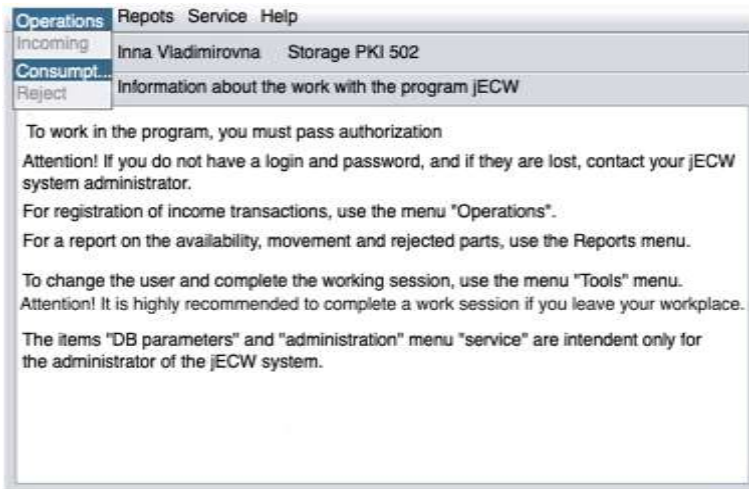 Operations Repots Service Help
Incoming
Inna Vladimirovna Storage PKI 502
Consumpt...
Reject
Information about the work with the program jECW
To work in the program, you must pass authorization
Attention! If you do not have a login and password, and if they are lost, contact your jECW
system administrator.
For registration of income transactions, use the menu "Operations".
For a report on the availability, movement and rejected parts, use the Reports menu.
To change the user and complete the working session, use the menu "Tools" menu.
Attention! It is highly recommended to complete a work session if you leave your workplace.
The items "DB parameters" and "administration" menu "service" are intendent only for
the administrator of the jECW system.